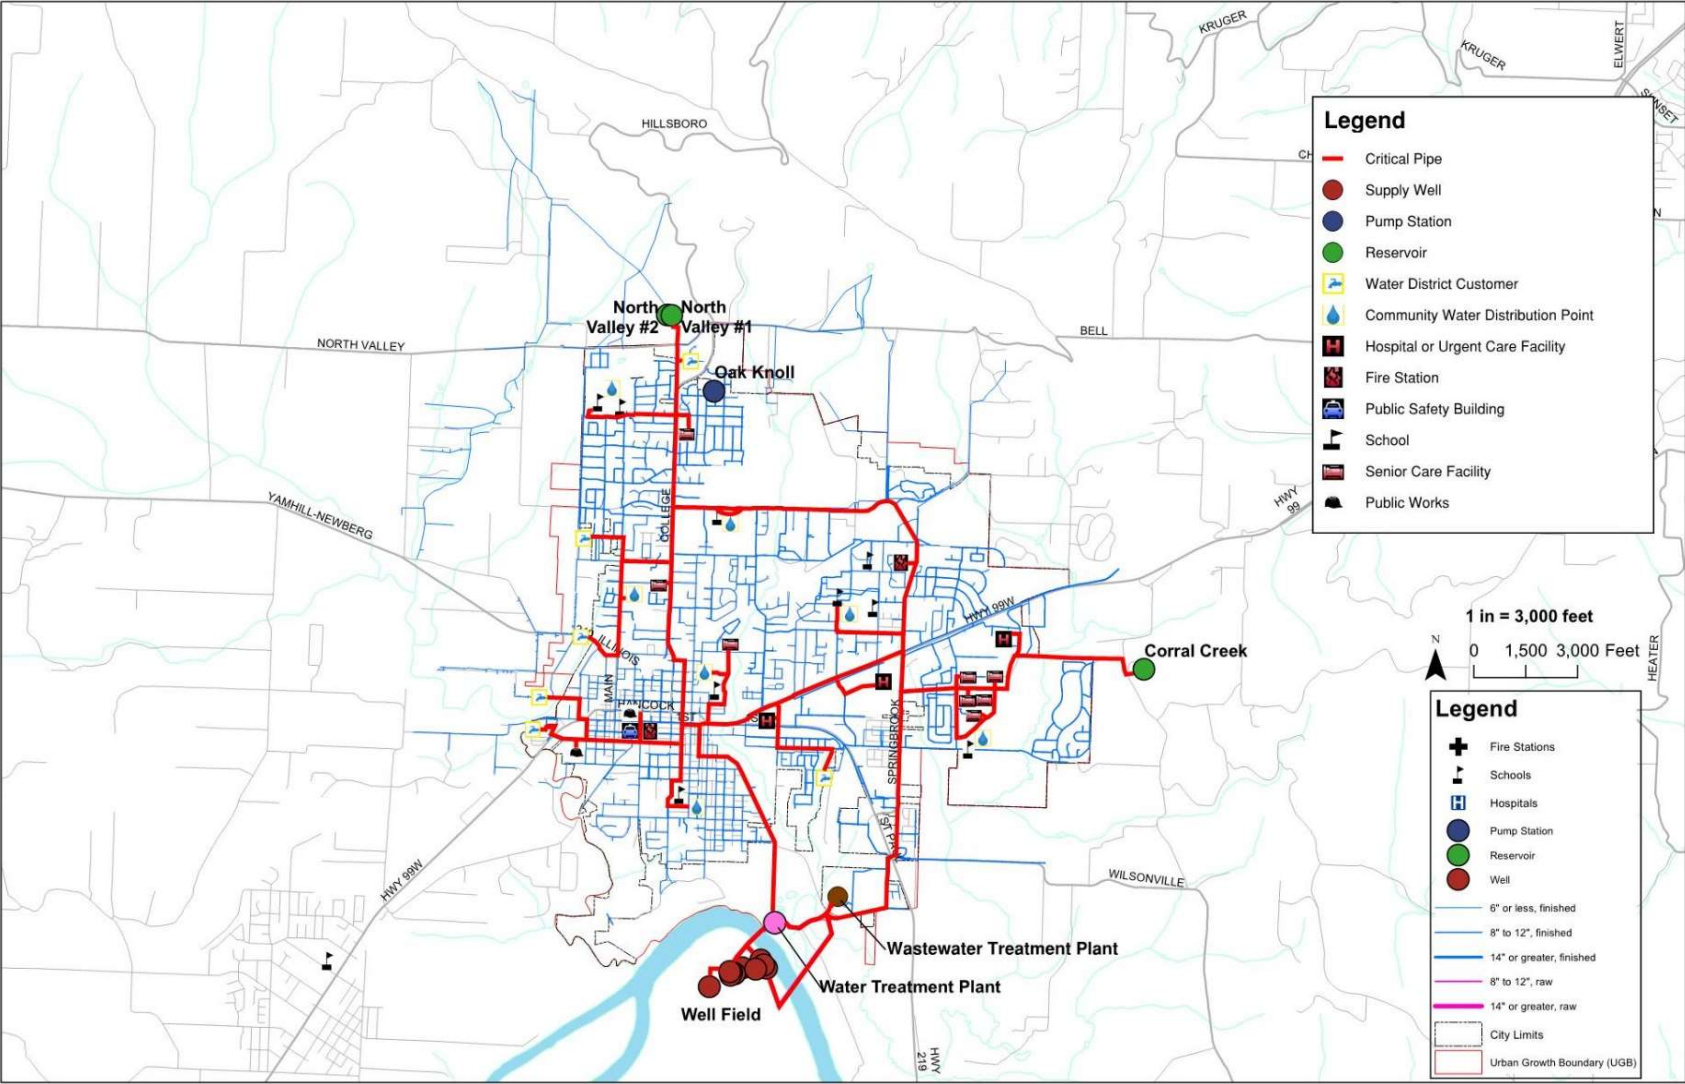 KRUGER
KRUGER
ELWERT
SUNSET
HILLSBORO
CH
N
Legend
Critical Pipe
Supply Well
Pump Station
Reservoir
Water District Customer
Community Water Distribution Point
Hospital or Urgent Care Facility
Fire Station
Public Safety Building
School
Senior Care Facility
Public Works
North
Valley #2
North
Valley #1
BELL
NORTH VALLEY
Oak Knoll
YAMHILL-NEWBERG
COLLEGE
HWY
99
HWY 99W
1 in = 3,000 feet
N
0 1,500 3,000 Feet
HEATER
240
ILLINOIS
Corral Creek
MAIN
HANCOCK
1ST
SPRINGBROOK
HWY 99W
WILSONVILLE
Wastewater Treatment Plant
Water Treatment Plant
Well Field
HWY
219
Legend
Fire Stations
Schools
Hospitals
Pump Station
Reservoir
Well
6" or less, finished
8" to 12", finished
14" or greater, finished
8" to 12", raw
14" or greater, raw
City Limits
Urban Growth Boundary (UGB)